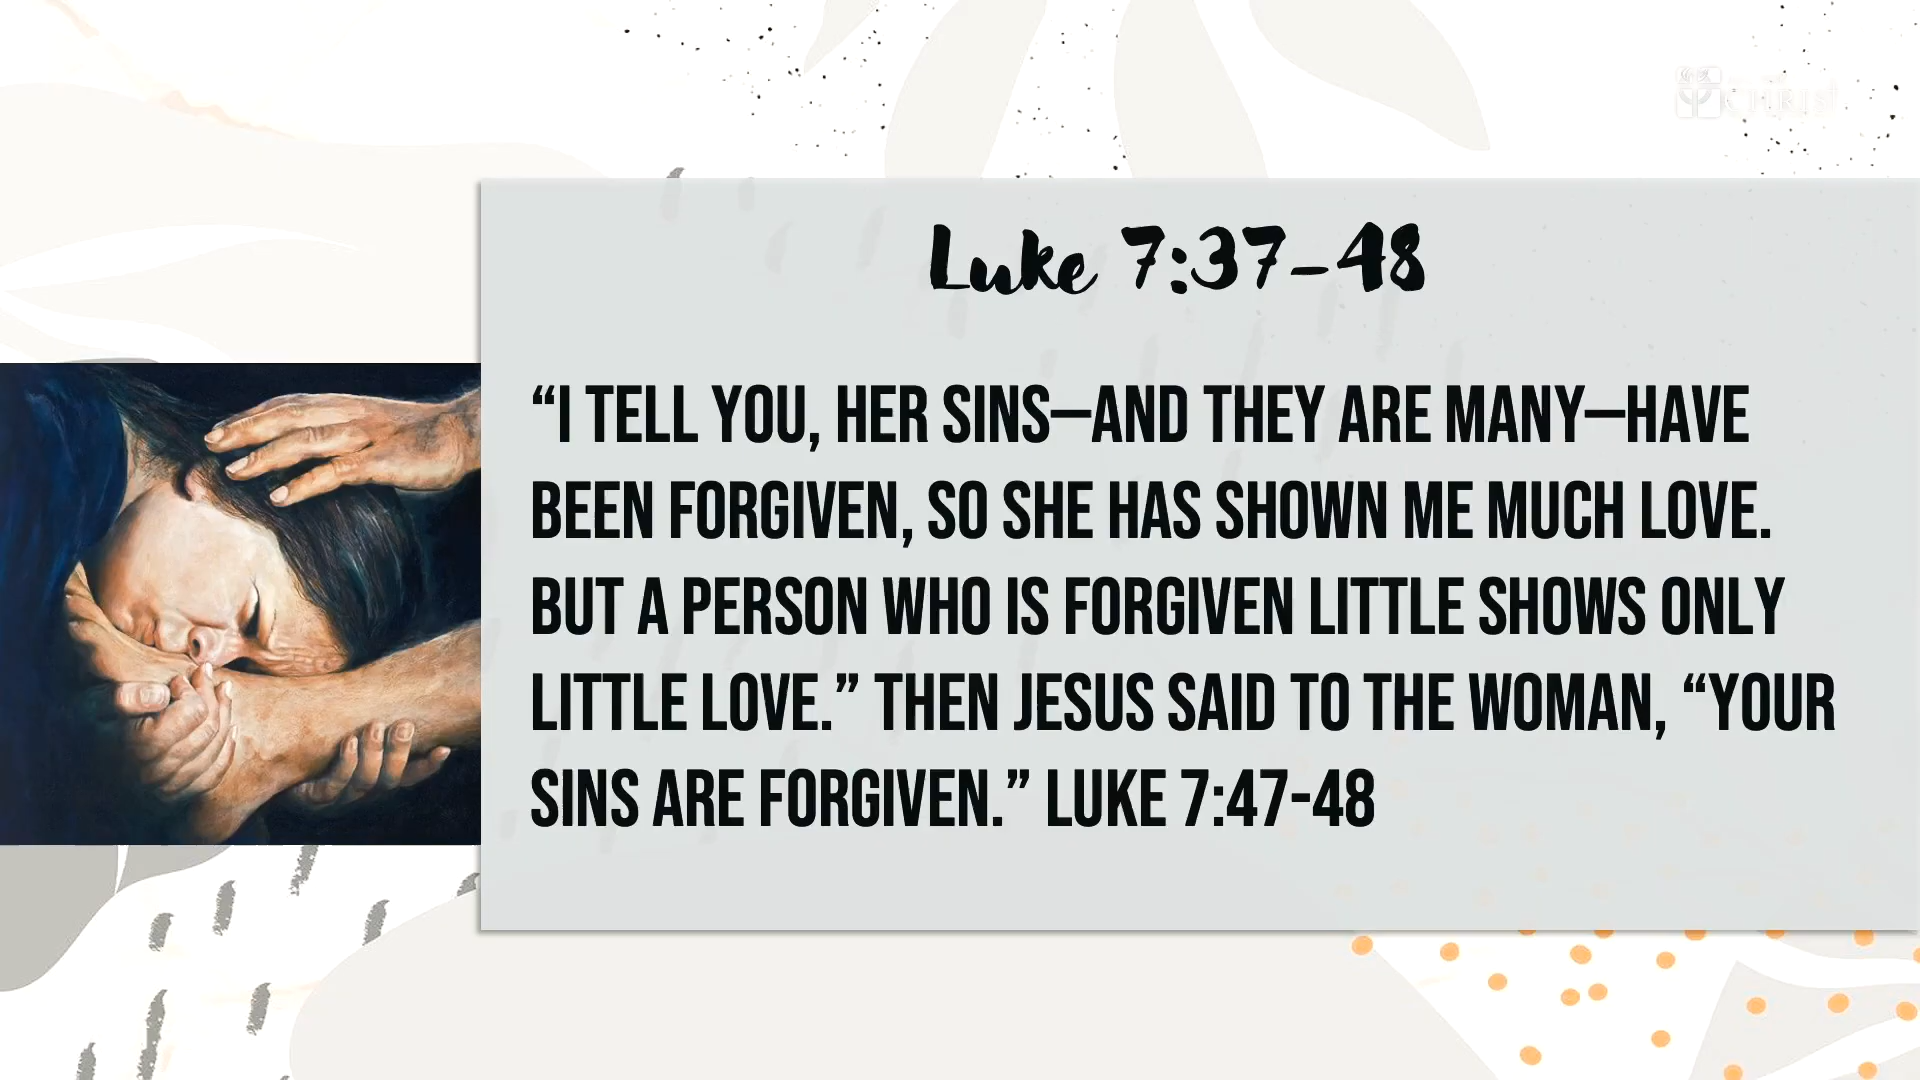 CHRIST
Luke 7:37-48
“I TELL YOU, HER SINS—AND THEY ARE MANY—HAVE
BEEN FORGIVEN, SO SHE HAS SHOWN ME MUCH LOVE.
BUT A PERSON WHO IS FORGIVEN LITTLE SHOWS ONLY
LITTLE LOVE.” THEN JESUS SAID TO THE WOMAN, “YOUR
SINS ARE FORGIVEN.” LUKE 7:47-48